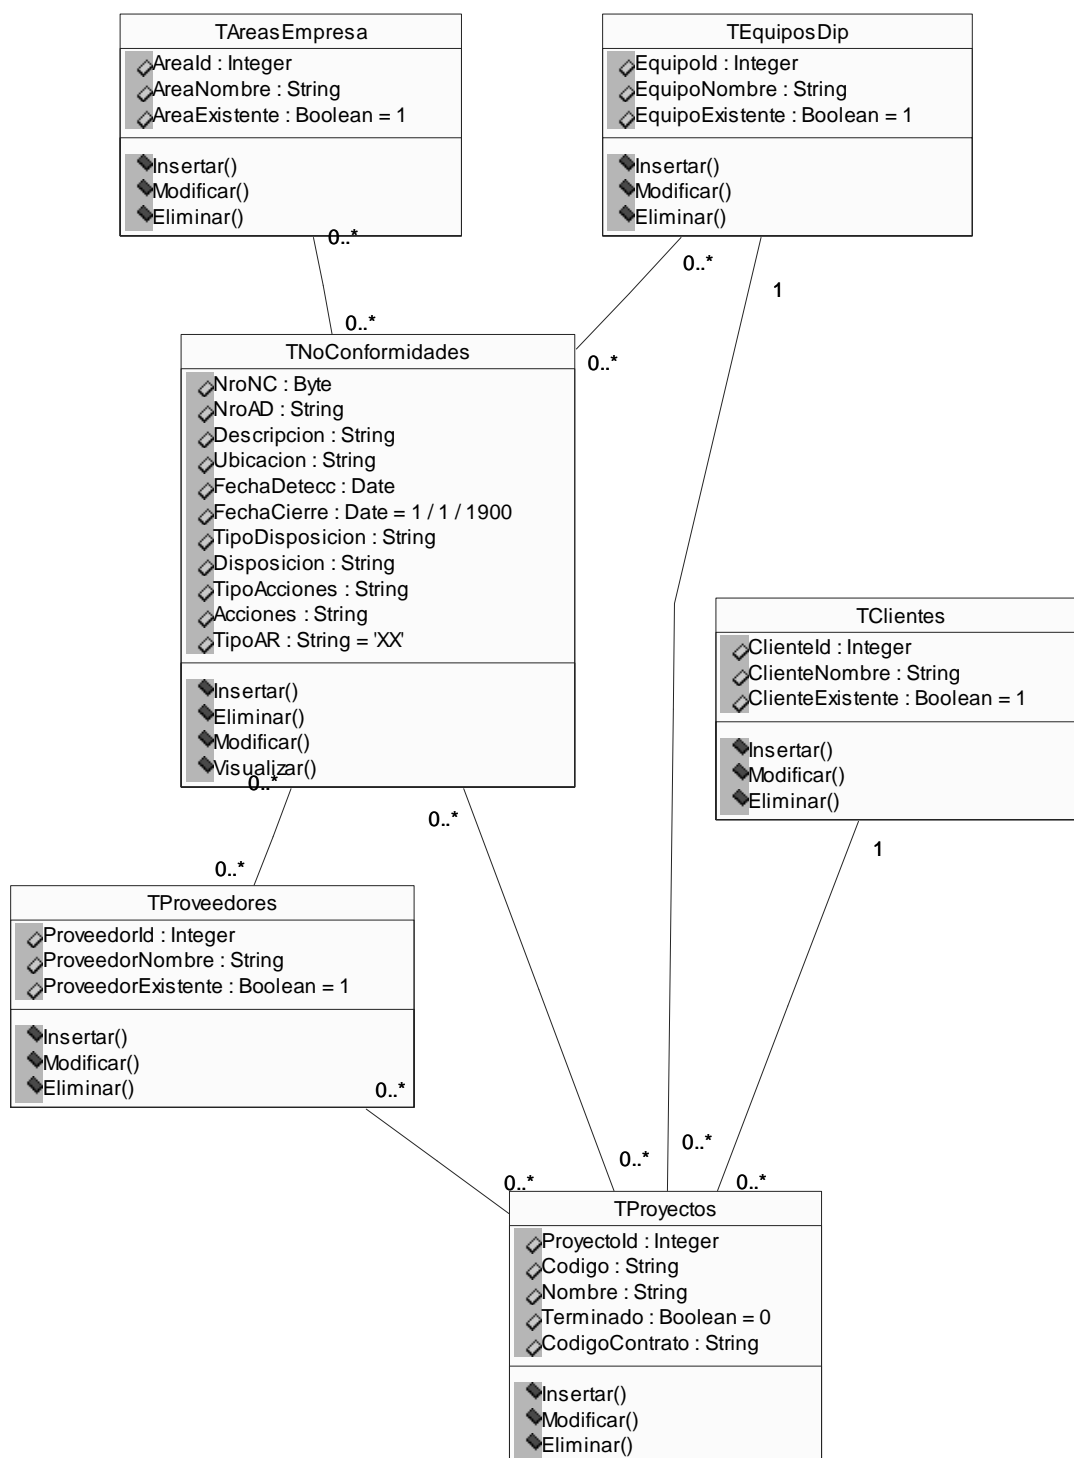 TAreasEmpresa
AreaId : Integer
AreaNombre : String
AreaExistente : Boolean = 1
Insertar()
Modificar()
Eliminar()
0..*
TEquiposDip
EquipoId : Integer
EquipoNombre : String
EquipoExistente : Boolean = 1
Insertar()
Modificar()
Eliminar()
0..*
1
0..*
0..*
TNoConformidades
NroNC : Byte
NroAD : String
Descripcion : String
Ubicacion : String
FechaDetecc : Date
FechaCierre : Date = 1 / 1 / 1900
TipoDisposicion : String
Disposicion : String
TipoAcciones : String
Acciones : String
TipoAR : String = 'XX'
Insertar()
Eliminar()
Modificar()
Visualizar()
0..*
0..*
TClientes
ClienteId : Integer
ClienteNombre : String
ClienteExistente : Boolean = 1
Insertar()
Modificar()
Eliminar()
1
0..*
TProveedores
ProveedorId : Integer
ProveedorNombre : String
ProveedorExistente : Boolean = 1
Insertar()
Modificar()
Eliminar()
0..*
0..*
0..*
0..*
0..*
TProyectos
ProyectoId : Integer
Codigo : String
Nombre : String
Terminado : Boolean = 0
CodigoContrato : String
Insertar()
Modificar()
Eliminar()